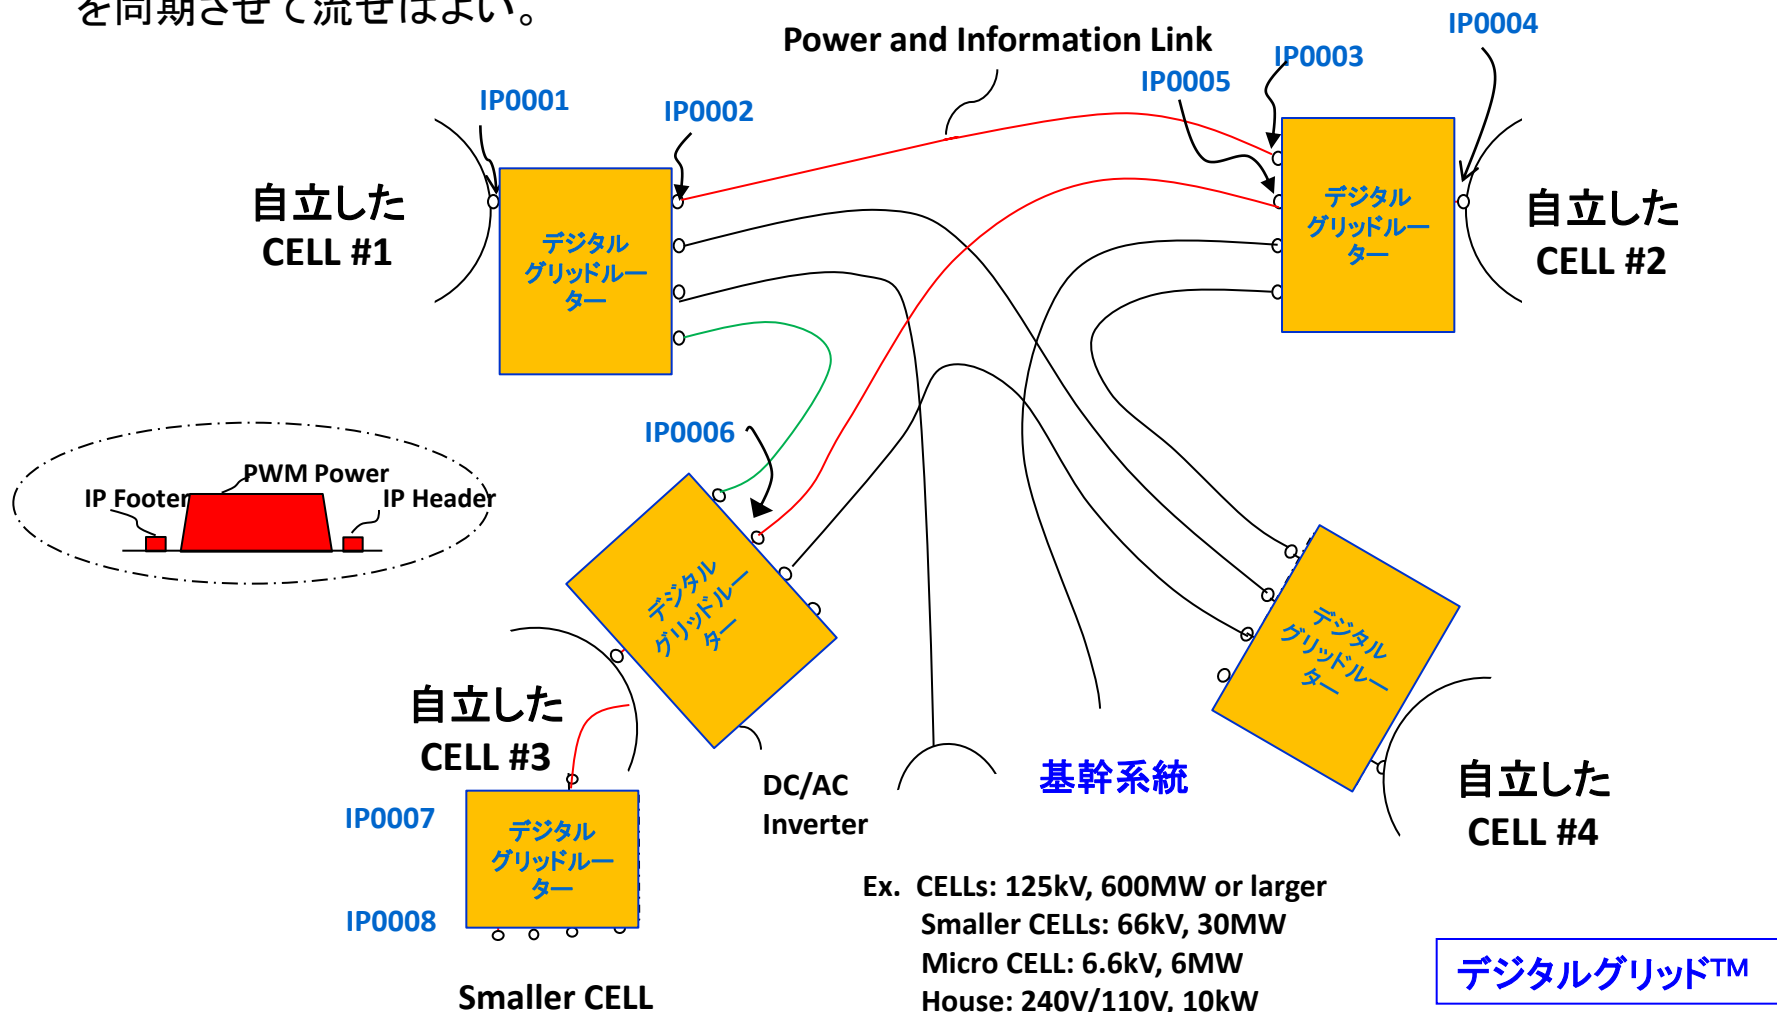 を同期させて流せばよい。
Power and Information Link
IP0004
IP0003
IP0005
IP0001
IP0002
自立した
CELL #1
デジタル
グリッドルー
ター
デジタル
グリッドルー
ター
自立した
CELL #2
IP0006
PWM Power
IP Footer
IP Header
デジタル
グリッドルー
ター
デジタル
グリッドルー
ター
自立した
CELL #3
DC/AC
Inverter
基幹系統
自立した
CELL #4
IP0007
デジタル
グリッドルー
ター
IP0008
Smaller CELL
Ex. CELLs: 125kV, 600MW or larger
Smaller CELLs: 66kV, 30MW
Micro CELL: 6.6kV, 6MW
House: 240V/110V, 10kW
デジタルグリッド™